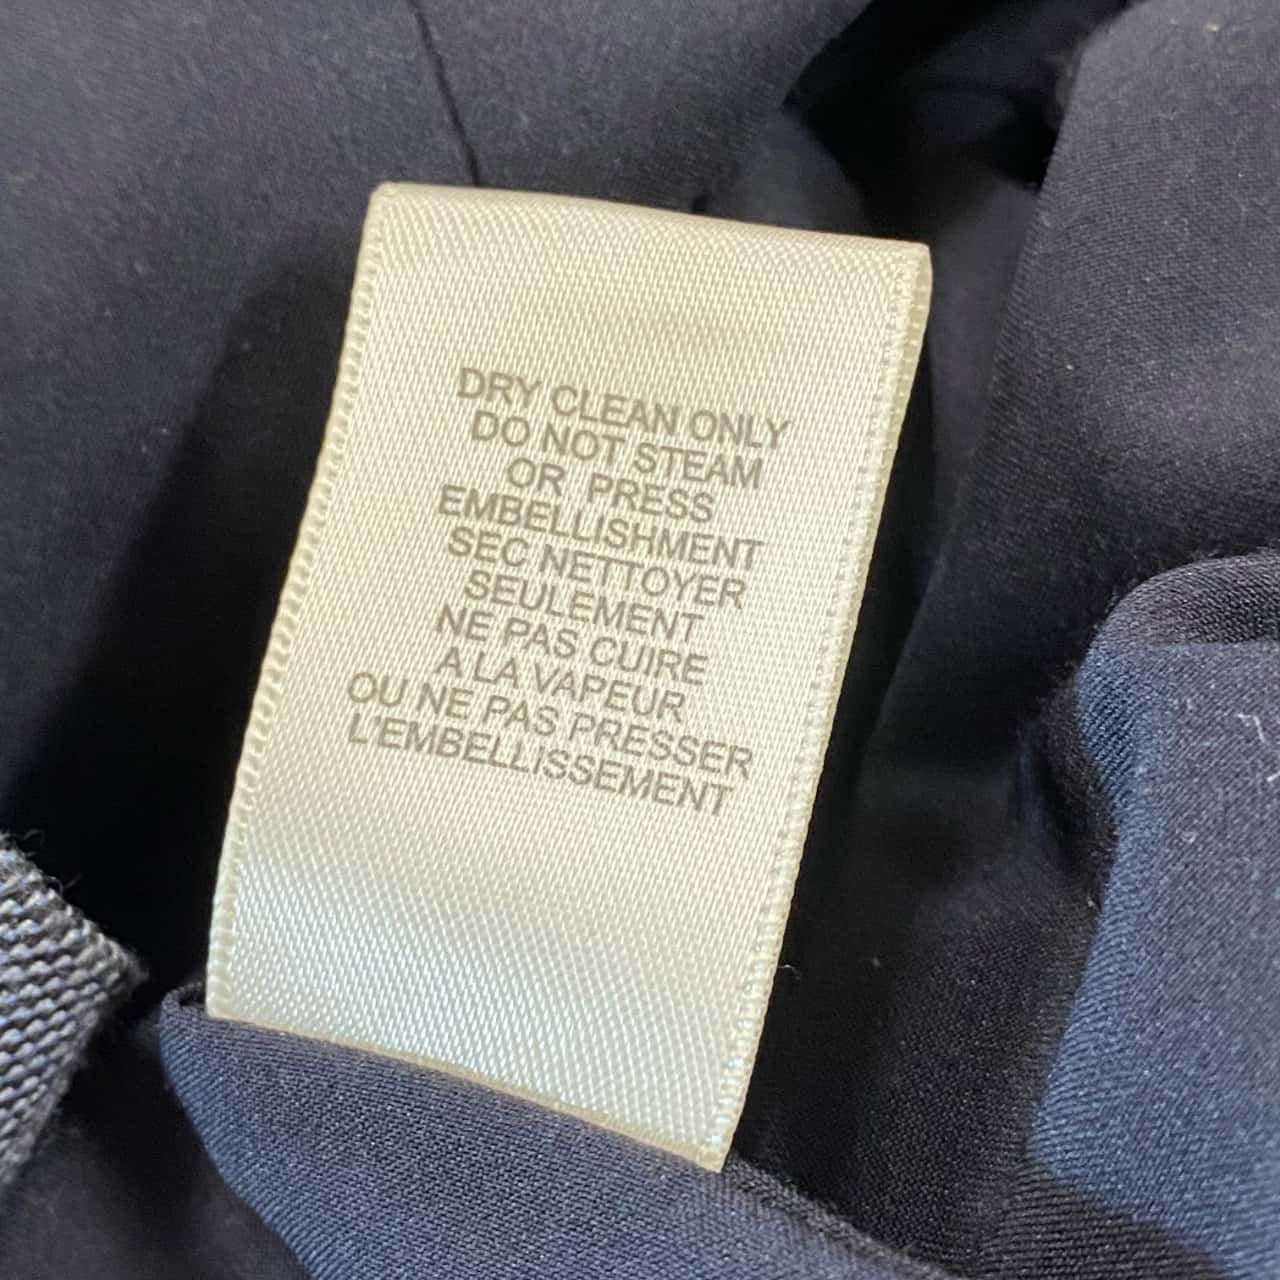 DRY CLEAN ONLY
DO NOT STEAM
OR PRESS
EMBELLISHMENT
SEC NETTOYER
SEULEMENT
NE PAS CUIRE
A LA VAPEUR
OU NE PAS PRESSER
L'EMBELLISSEMENT